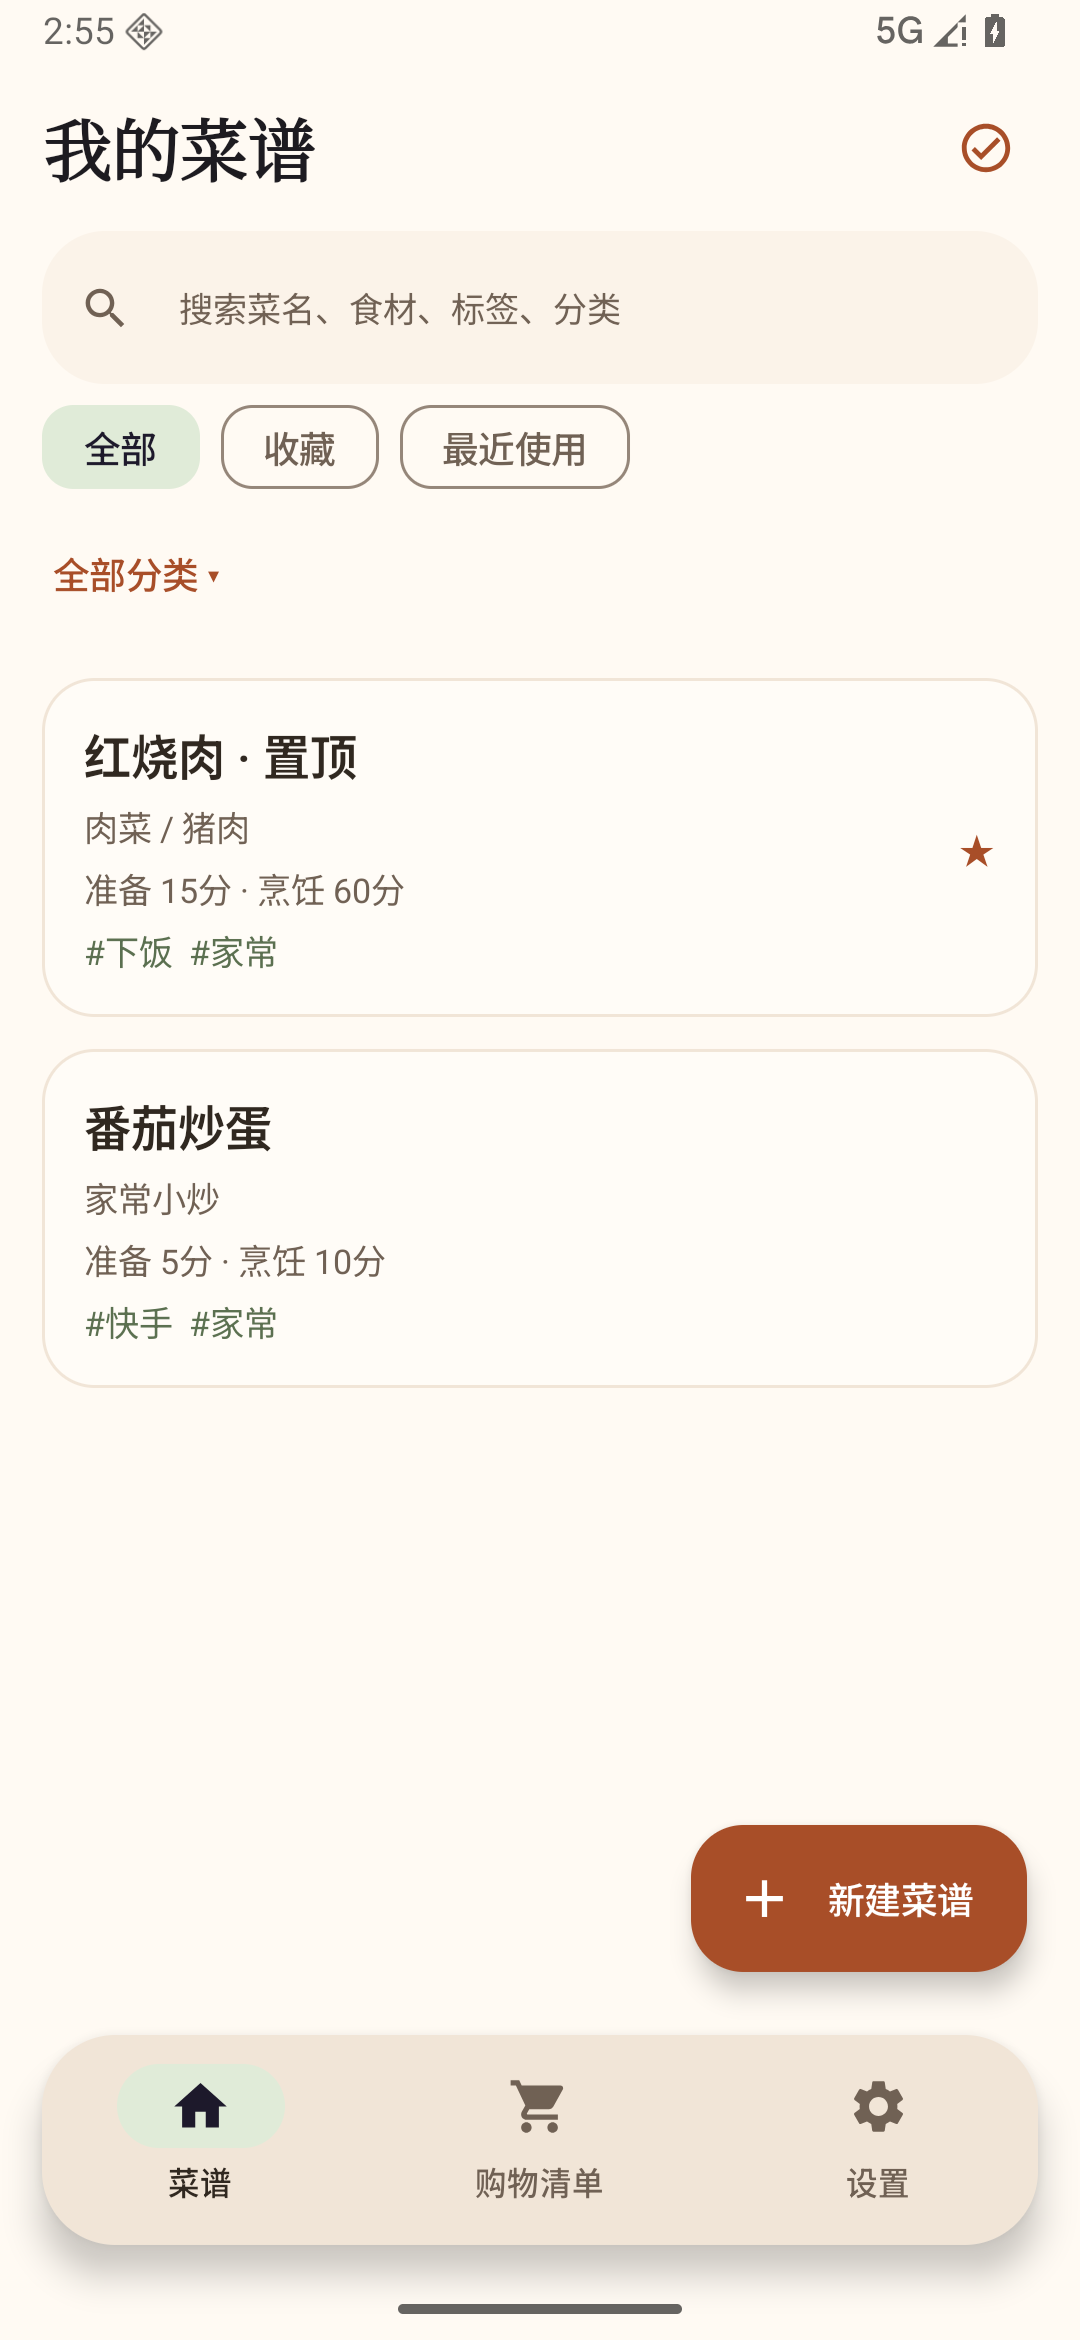 2:55
5G
我的菜谱
搜索菜名、食材、标签、分类
全部
收藏
最近使用
全部分类 ▾
红烧肉 · 置顶
肉菜 / 猪肉
准备 15分 · 烹饪 60分
#下饭 #家常
★
番茄炒蛋
家常小炒
准备 5分 · 烹饪 10分
#快手 #家常
新建菜谱
菜谱
购物清单
设置